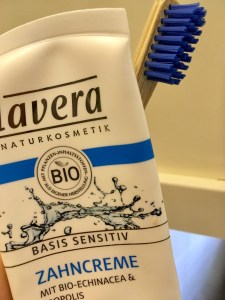 lavera
NATURKOSMETIK
BIO
BASIS SENSITIV
ZAHNCREME
MIT BIO-ECHINACEA &
PROPOLIS